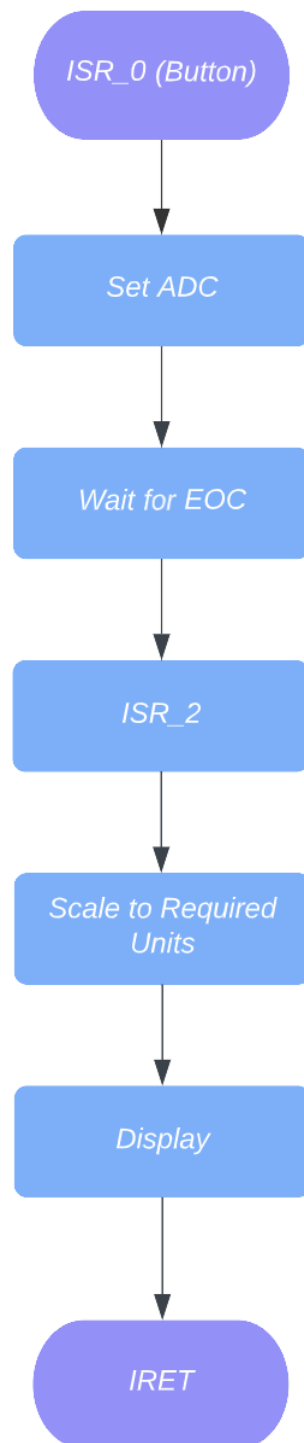 ISR_0 (Button)
Set ADC
Wait for EOC
ISR_2
Scale to Required
Units
Display
IRET